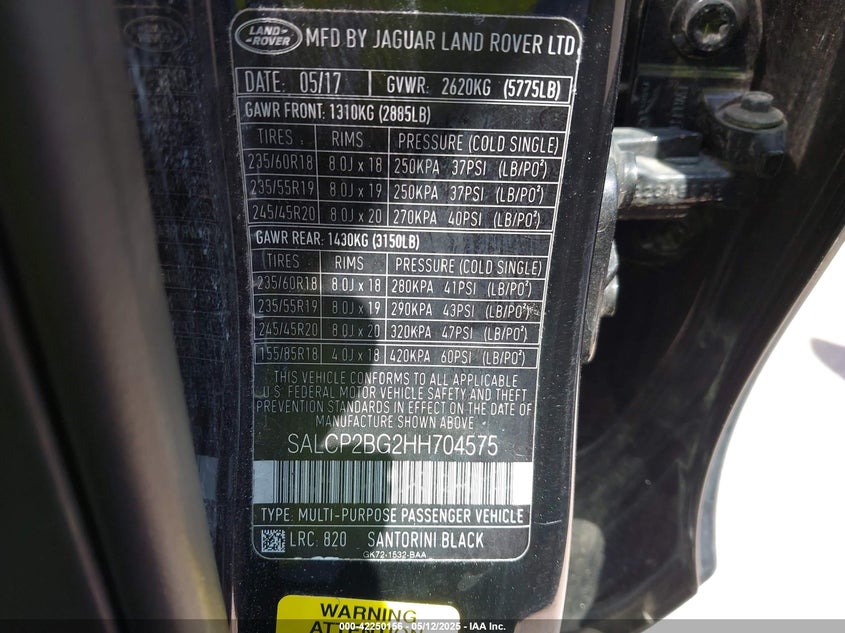 LAND ROVER MFD BY JAGUAR LAND ROVER LTD
DATE: 05/17 GVWR: 2620KG (5775LB)
GAWR FRONT: 1310KG (2885LB)
TIRES RIMS PRESSURE (COLD SINGLE)
235/60R18 8.0J x 18 250KPA 37PSI (LB/PO²)
235/55R19 8.0J x 19 250KPA 37PSI (LB/PO²)
245/45R20 8.0J x 20 270KPA 40PSI (LB/PO²)
GAWR REAR: 1430KG (3150LB)
TIRES RIMS PRESSURE (COLD SINGLE)
235/60R18 8.0J x 18 280KPA 41PSI (LB/PO²)
235/55R19 8.0J x 19 290KPA 43PSI (LB/PO²)
245/45R20 8.0J x 20 320KPA 47PSI (LB/PO²)
155/85R18 4.0J x 18 420KPA 60PSI (LB/PO²)
THIS VEHICLE CONFORMS TO ALL APPLICABLE
U.S. FEDERAL MOTOR VEHICLE SAFETY AND THEFT
PREVENTION STANDARDS IN EFFECT ON THE DATE OF
MANUFACTURE SHOWN ABOVE
SALCP2BG2HH704575
TYPE: MULTI-PURPOSE PASSENGER VEHICLE
LRC: 820 SANTORINI BLACK
GK72-1532-BAA
WARNING
ATTENTION
000-42250156 - 05/12/2025 - IAA Inc.